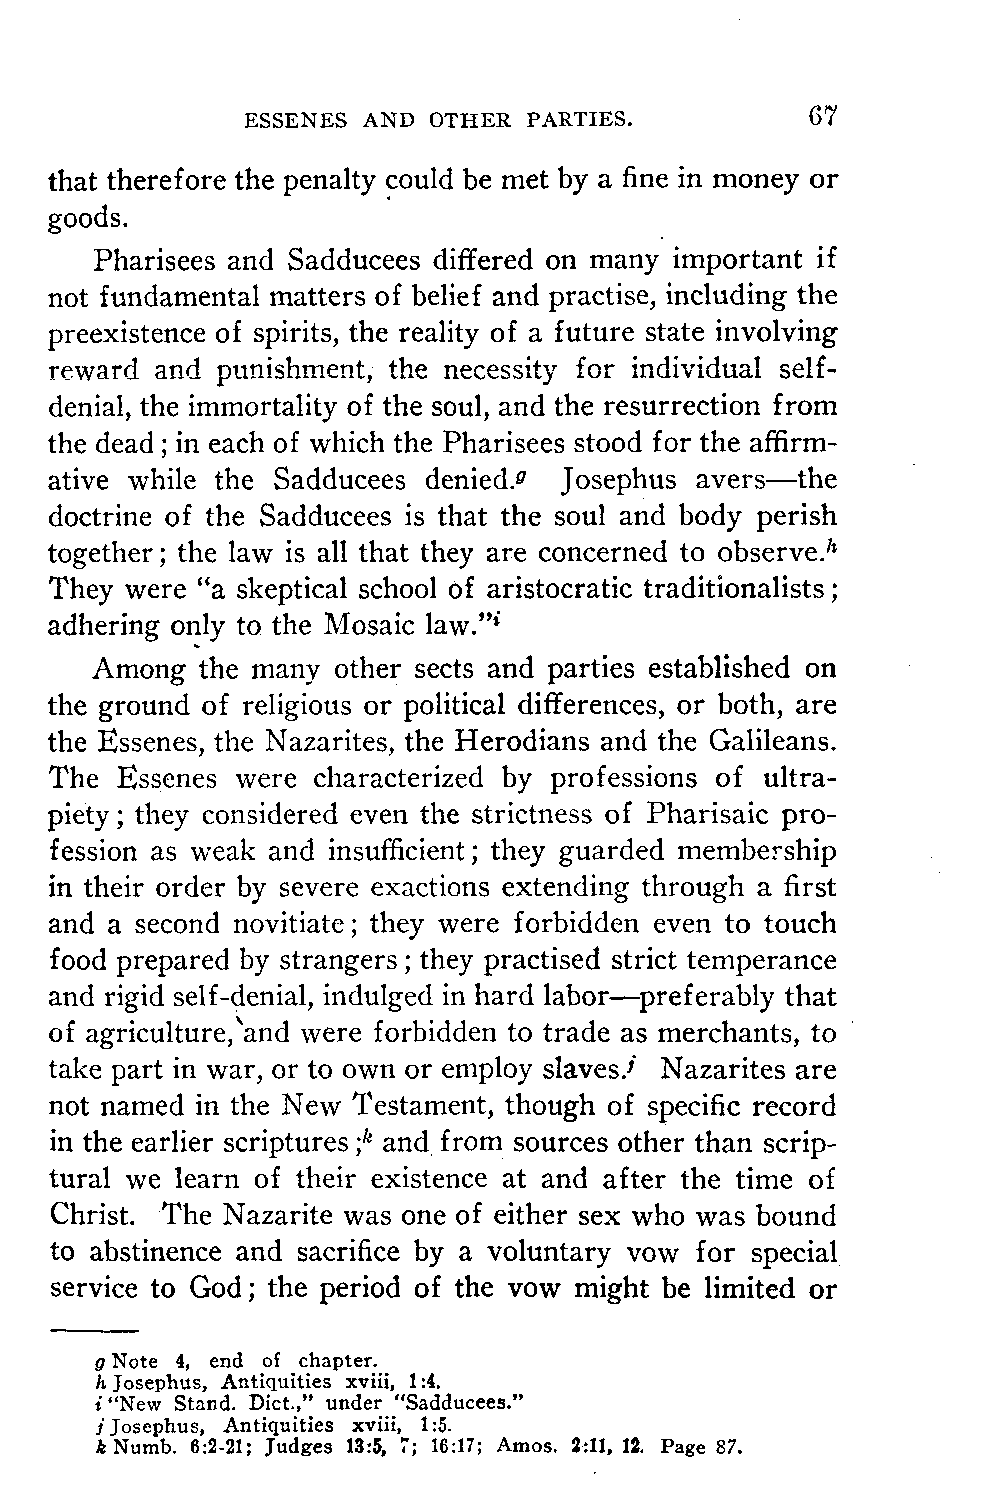 ESSENES AND OTHER PARTIES. 67
that therefore the penalty could be met by a fine in money or
goods.
Pharisees and Sadducees differed on many important if
not fundamental matters of belief and practise, including the
preexistence of spirits, the reality of a future state involving
reward and punishment, the necessity for individual self-
denial, the immortality of the soul, and the resurrection from
the dead; in each of which the Pharisees stood for the affirm-
ative while the Sadducees denied.g Josephus avers—the
doctrine of the Sadducees is that the soul and body perish
together; the law is all that they are concerned to observe.h
They were "a skeptical school of aristocratic traditionalists;
adhering only to the Mosaic law."i
Among the many other sects and parties established on
the ground of religious or political differences, or both, are
the Essenes, the Nazarites, the Herodians and the Galileans.
The Essenes were characterized by professions of ultra-
piety; they considered even the strictness of Pharisaic pro-
fession as weak and insufficient; they guarded membership
in their order by severe exactions extending through a first
and a second novitiate; they were forbidden even to touch
food prepared by strangers; they practised strict temperance
and rigid self-denial, indulged in hard labor—preferably that
of agriculture, and were forbidden to trade as merchants, to
take part in war, or to own or employ slaves.j Nazarites are
not named in the New Testament, though of specific record
in the earlier scriptures;k and from sources other than scrip-
tural we learn of their existence at and after the time of
Christ. The Nazarite was one of either sex who was bound
to abstinence and sacrifice by a voluntary vow for special
service to God; the period of the vow might be limited or
g Note 4, end of chapter.
h Josephus, Antiquities xviii, 1:4.
i "New Stand. Dict.," under "Sadducees."
j Josephus, Antiquities xviii, 1:5.
k Numb. 6:2-21; Judges 13:5, 7; 16:17; Amos. 2:11, 12. Page 87.